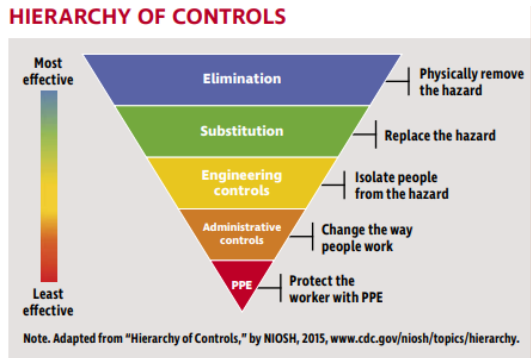 HIERARCHY OF CONTROLS
Most
effective
Elimination
Physically remove
the hazard
Substitution
Replace the hazard
Engineering
controls
Isolate people
from the hazard
Administrative
controls
Change the way
people work
PPE
Protect the
worker with PPE
Least
effective
Note. Adapted from “Hierarchy of Controls,” by NIOSH, 2015, www.cdc.gov/niosh/topics/hierarchy.